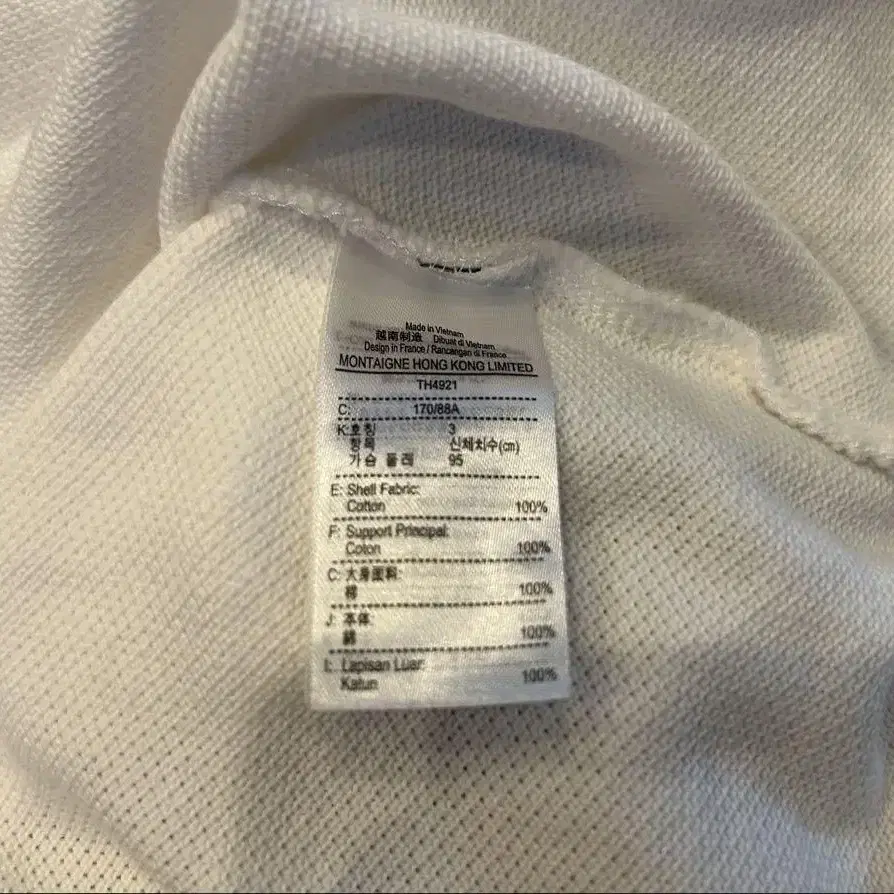 Made in Vietnam
越南制造 Dibuat di Vietnam
Design in France / Rancangan di France
MONTAIGNE HONG KONG LIMITED
TH4921
C: 170/88A
K:호칭 3
항목 신체치수(cm)
가슴 둘레 95
E: Shell Fabric:
Cotton 100%
F: Support Principal:
Coton 100%
C: 大身面料:
棉 100%
J: 本体:
綿 100%
I: Lapisan Luar:
Katun 100%